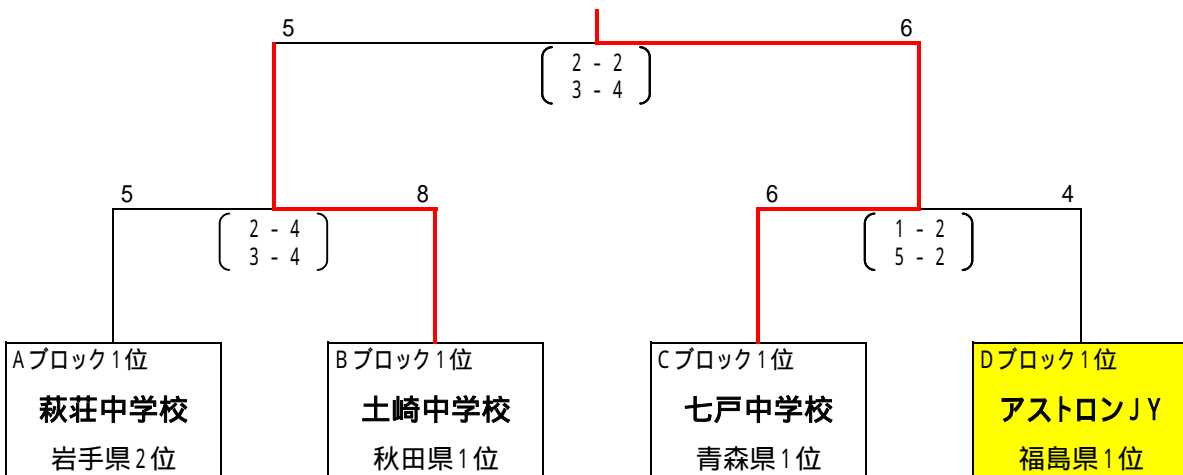 5 6
2 - 2
3 - 4
5 8 6 4
2 - 4 1 - 2
3 - 4 5 - 2
Aブロック1位 Bブロック1位 Cブロック1位 Dブロック1位
萩荘中学校 土崎中学校 七戸中学校 アストロンJY
岩手県2位 秋田県1位 青森県1位 福島県1位